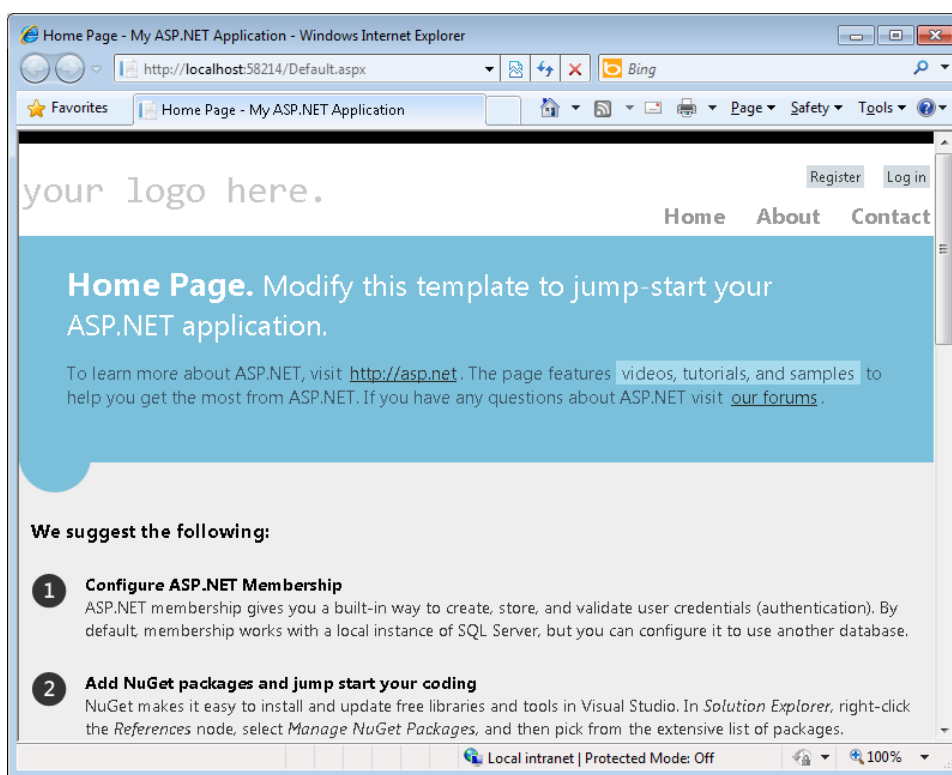 Home Page - My ASP.NET Application - Windows Internet Explorer
http://localhost:58214/Default.aspx
Bing
Favorites
Home Page - My ASP.NET Application
Page
Safety
Tools
your logo here.
Register
Log in
Home
About
Contact
Home Page. Modify this template to jump-start your
ASP.NET application.
To learn more about ASP.NET, visit http://asp.net. The page features videos, tutorials, and samples to
help you get the most from ASP.NET. If you have any questions about ASP.NET visit our forums.
We suggest the following:
1
Configure ASP.NET Membership
ASP.NET membership gives you a built-in way to create, store, and validate user credentials (authentication). By
default, membership works with a local instance of SQL Server, but you can configure it to use another database.
2
Add NuGet packages and jump start your coding
NuGet makes it easy to install and update free libraries and tools in Visual Studio. In Solution Explorer, right-click
the References node, select Manage NuGet Packages, and then pick from the extensive list of packages.
Local intranet | Protected Mode: Off
100%